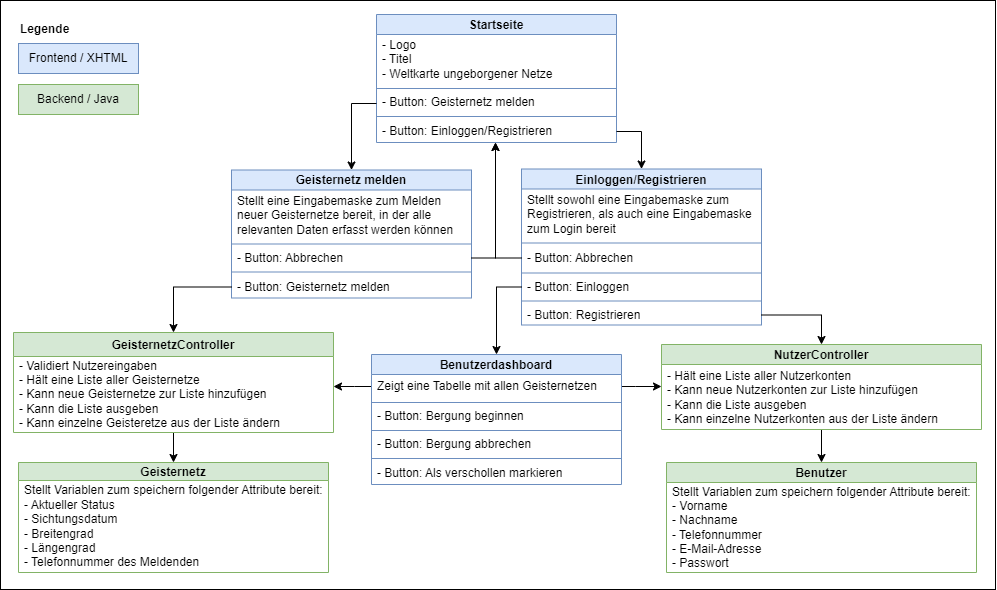 Legende
Frontend / XHTML
Backend / Java
Startseite
- Logo
- Titel
- Weltkarte ungeborgener Netze
- Button: Geisternetz melden
- Button: Einloggen/Registrieren
Geisternetz melden
Stellt eine Eingabemaske zum Melden
neuer Geisternetze bereit, in der alle
relevanten Daten erfasst werden können
- Button: Abbrechen
- Button: Geisternetz melden
Einloggen/Registrieren
Stellt sowohl eine Eingabemaske zum
Registrieren, als auch eine Eingabemaske
zum Login bereit
- Button: Abbrechen
- Button: Einloggen
- Button: Registrieren
GeisternetzController
- Validiert Nutzereingaben
- Hält eine Liste aller Geisternetze
- Kann neue Geisternetze zur Liste hinzufügen
- Kann die Liste ausgeben
- Kann einzelne Geisteretze aus der Liste ändern
Benutzerdashboard
Zeigt eine Tabelle mit allen Geisternetzen
- Button: Bergung beginnen
- Button: Bergung abbrechen
- Button: Als verschollen markieren
NutzerController
- Hält eine Liste aller Nutzerkonten
- Kann neue Nutzerkonten zur Liste hinzufügen
- Kann die Liste ausgeben
- Kann einzelne Nutzerkonten aus der Liste ändern
Geisternetz
Stellt Variablen zum speichern folgender Attribute bereit:
- Aktueller Status
- Sichtungsdatum
- Breitengrad
- Längengrad
- Telefonnummer des Meldenden
Benutzer
Stellt Variablen zum speichern folgender Attribute bereit:
- Vorname
- Nachname
- Telefonnummer
- E-Mail-Adresse
- Passwort